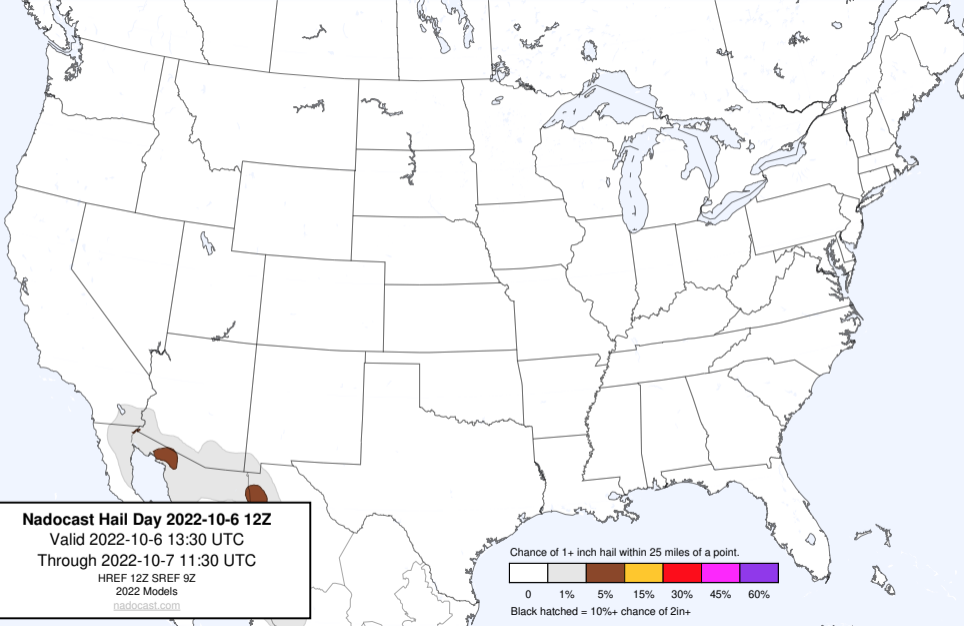 Nadocast Hail Day 2022-10-6 12Z
Valid 2022-10-6 13:30 UTC
Through 2022-10-7 11:30 UTC
HREF 12Z SREF 9Z
2022 Models
nadocast.com
Chance of 1+ inch hail within 25 miles of a point.
0 1% 5% 15% 30% 45% 60%
Black hatched = 10%+ chance of 2in+